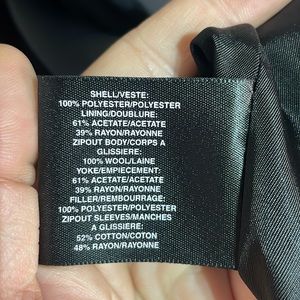 SHELL/VESTE:
100% POLYESTER/POLYESTER
LINING/DOUBLURE:
61% ACETATE/ACETATE
39% RAYON/RAYONNE
ZIPOUT BODY/CORPS A
GLISSIERE:
100% WOOL/LAINE
YOKE/EMPIECEMENT:
61% ACETATE/ACETATE
39% RAYON/RAYONNE
FILLER/REMBOURRAGE:
100% POLYESTER/POLYESTER
ZIPOUT SLEEVES/MANCHES
A GLISSIERE:
52% COTTON/COTON
48% RAYON/RAYONNE